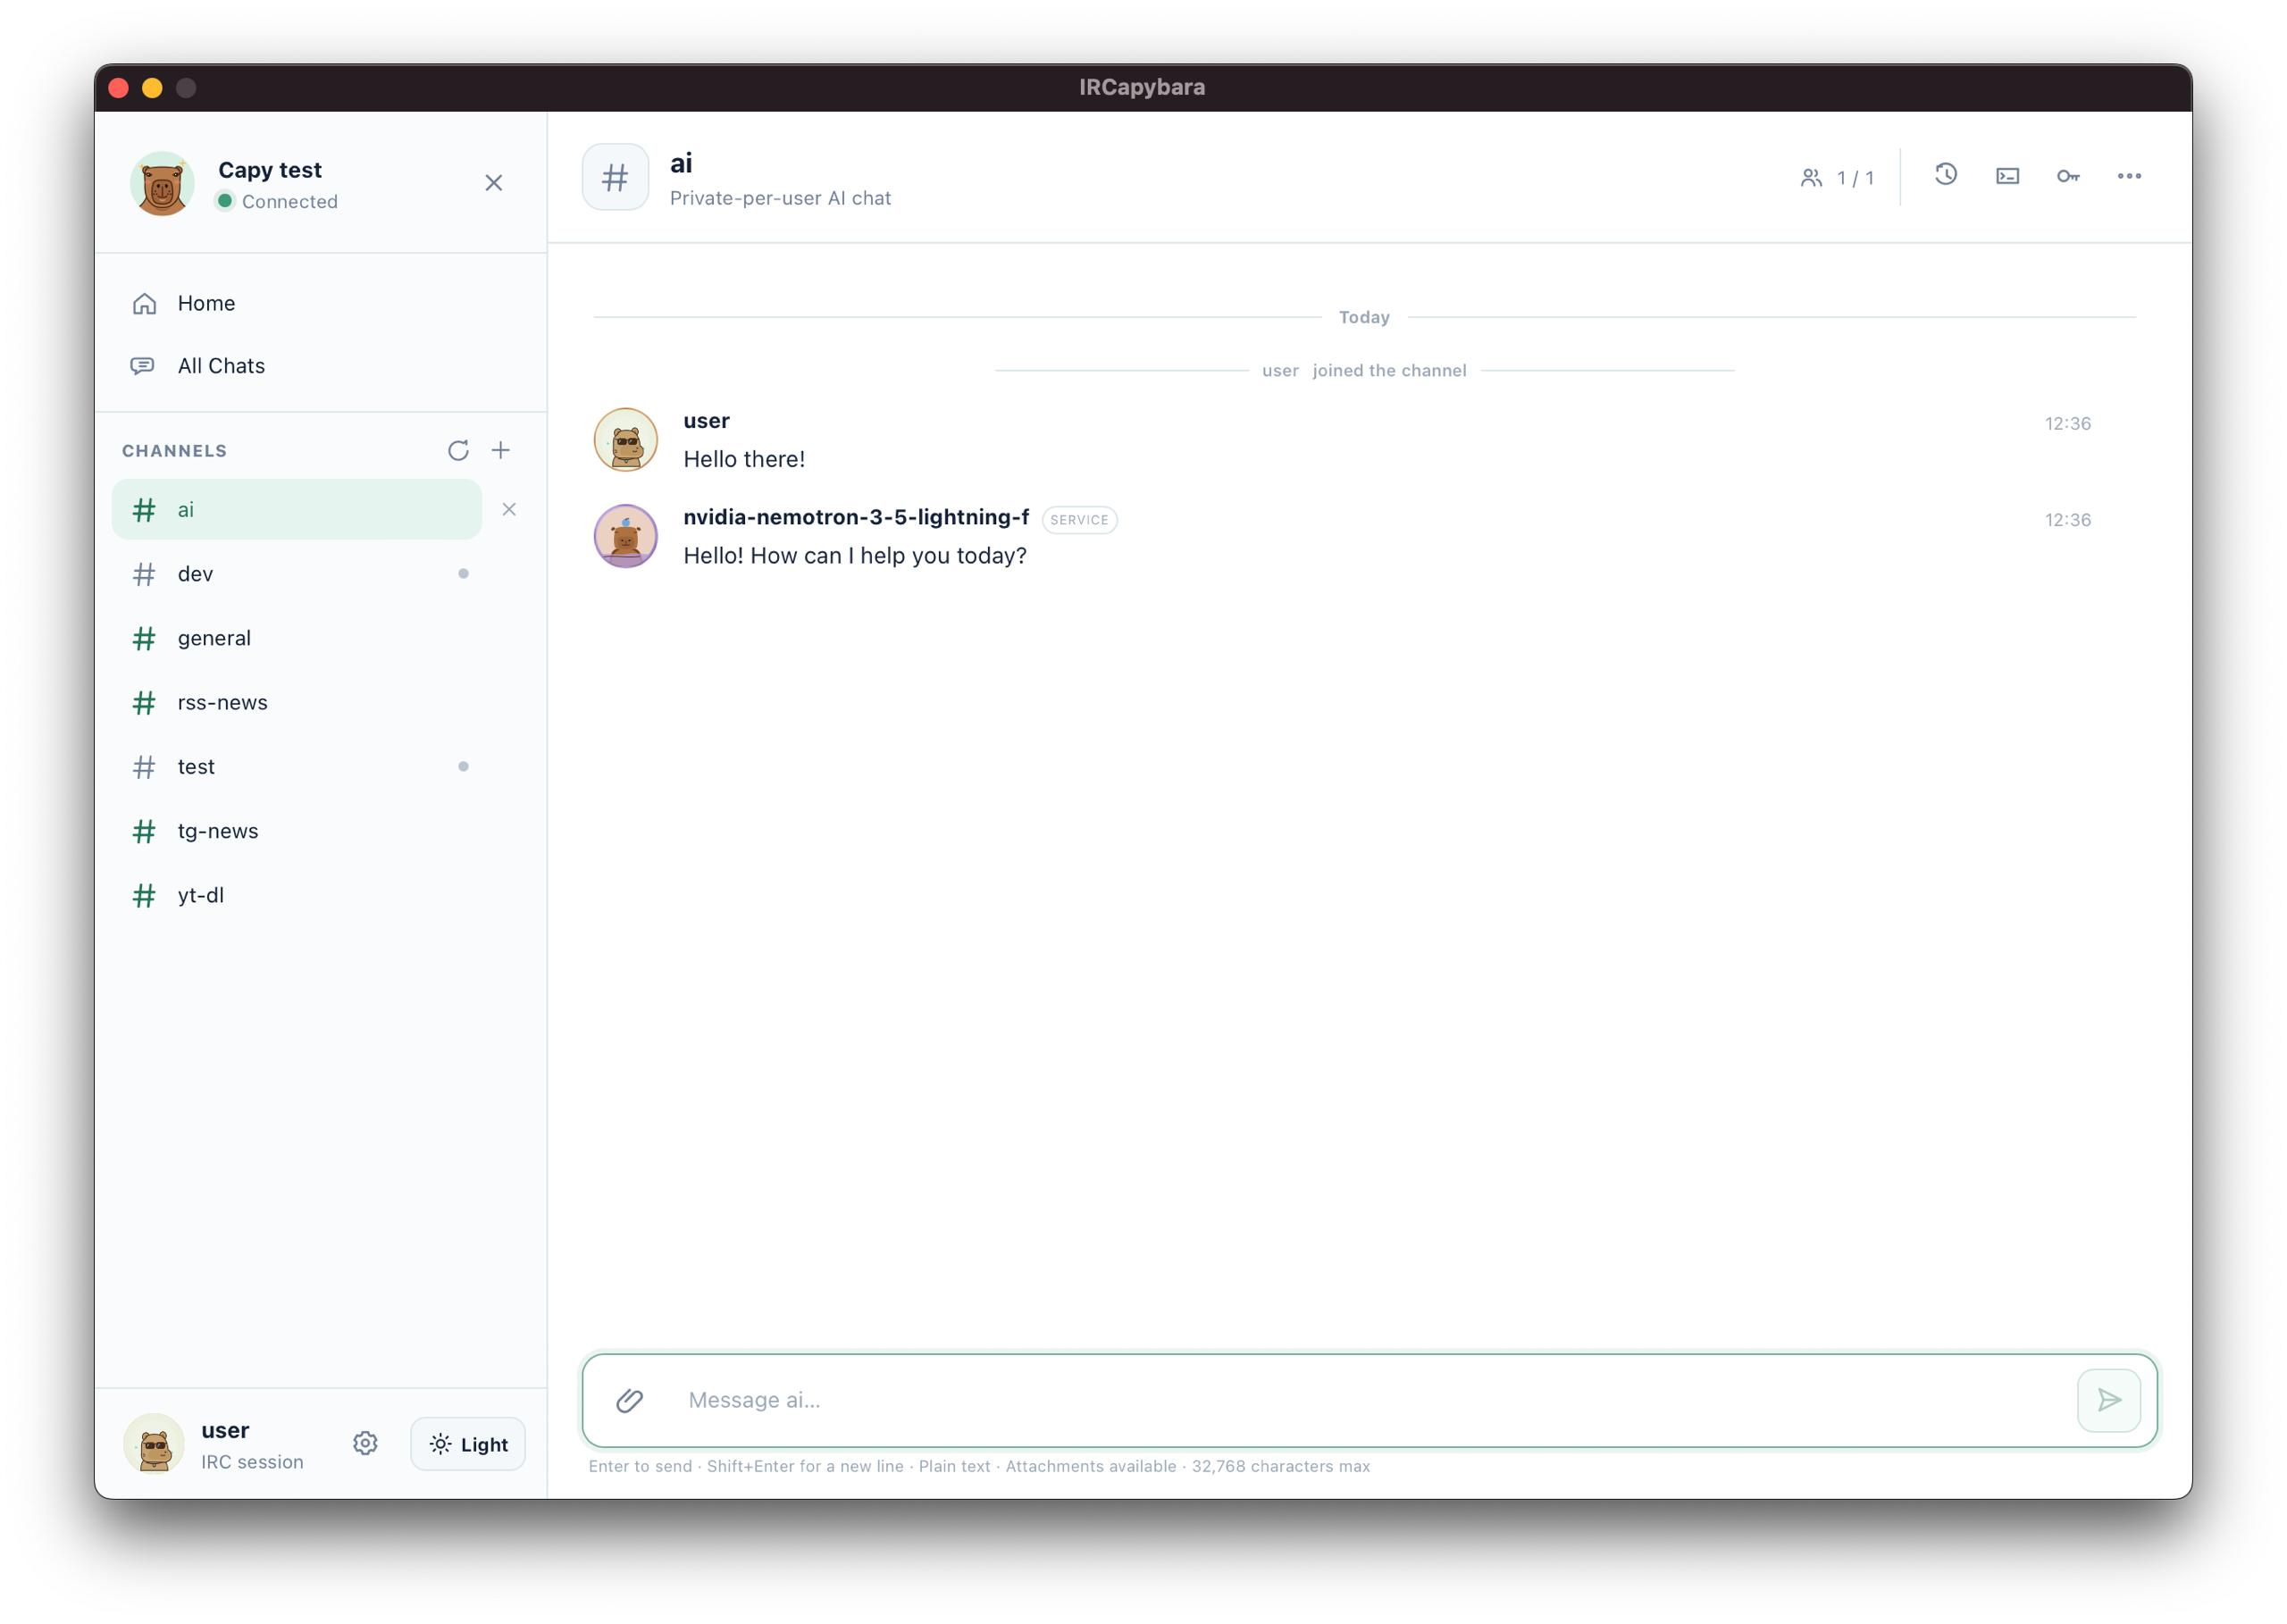 IRCapybara
Capy test
Connected
Home
All Chats
CHANNELS
ai
dev
general
rss-news
test
tg-news
yt-dl
user
IRC session
Light
ai
Private-per-user AI chat
1 / 1
Today
user joined the channel
user 12:36
Hello there!
nvidia-nemotron-3-5-lightning-f SERVICE 12:36
Hello! How can I help you today?
Message ai...
Enter to send · Shift+Enter for a new line · Plain text · Attachments available · 32,768 characters max